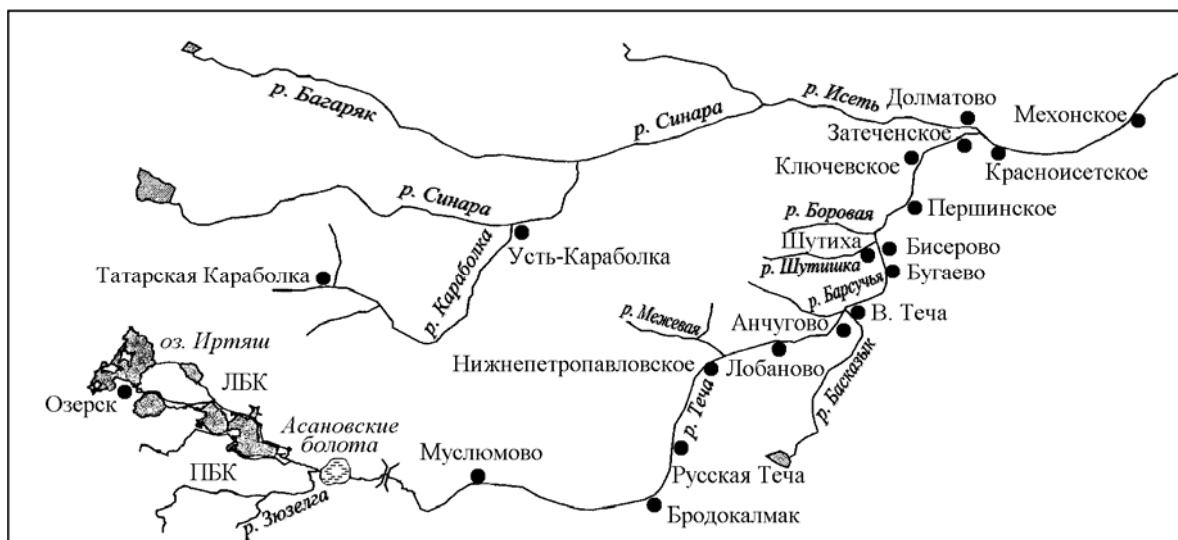 р. Багаряк
р. Исеть
Долматово
Мехонское
р. Синара
Затеченское
Ключевское
Красноисетское
р. Синара
Першинское
р. Боровая
Шутиха
Бисерово
Усть-Караболка
р. Шутишка
Бугаево
Татарская Караболка
р. Караболка
р. Барсучья
р. Межевая
Анчугово
В. Теча
оз. Иртяш
Нижнепетропавловское
Лобаново
р. Басказык
Озерск
ЛБК
р. Теча
Асановские
болота
Муслюмово
ПБК
Русская Теча
р. Зюзелга
Бродокалмак